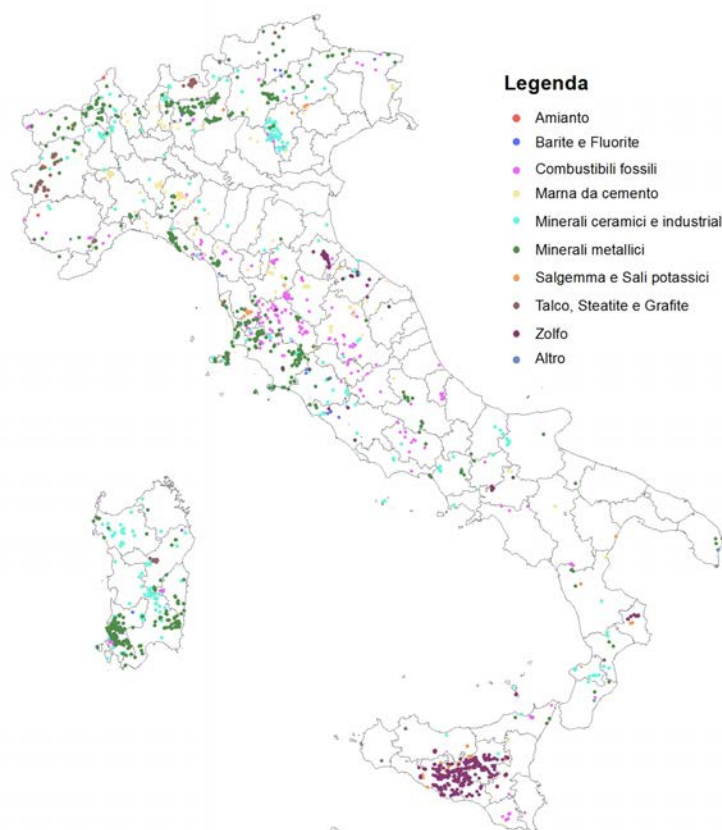 Legenda
Amianto
Barite e Fluorite
Combustibili fossili
Marna da cemento
Minerali ceramici e industrial
Minerali metallici
Salgemma e Sali potassici
Talco, Steatite e Grafite
Zolfo
Altro